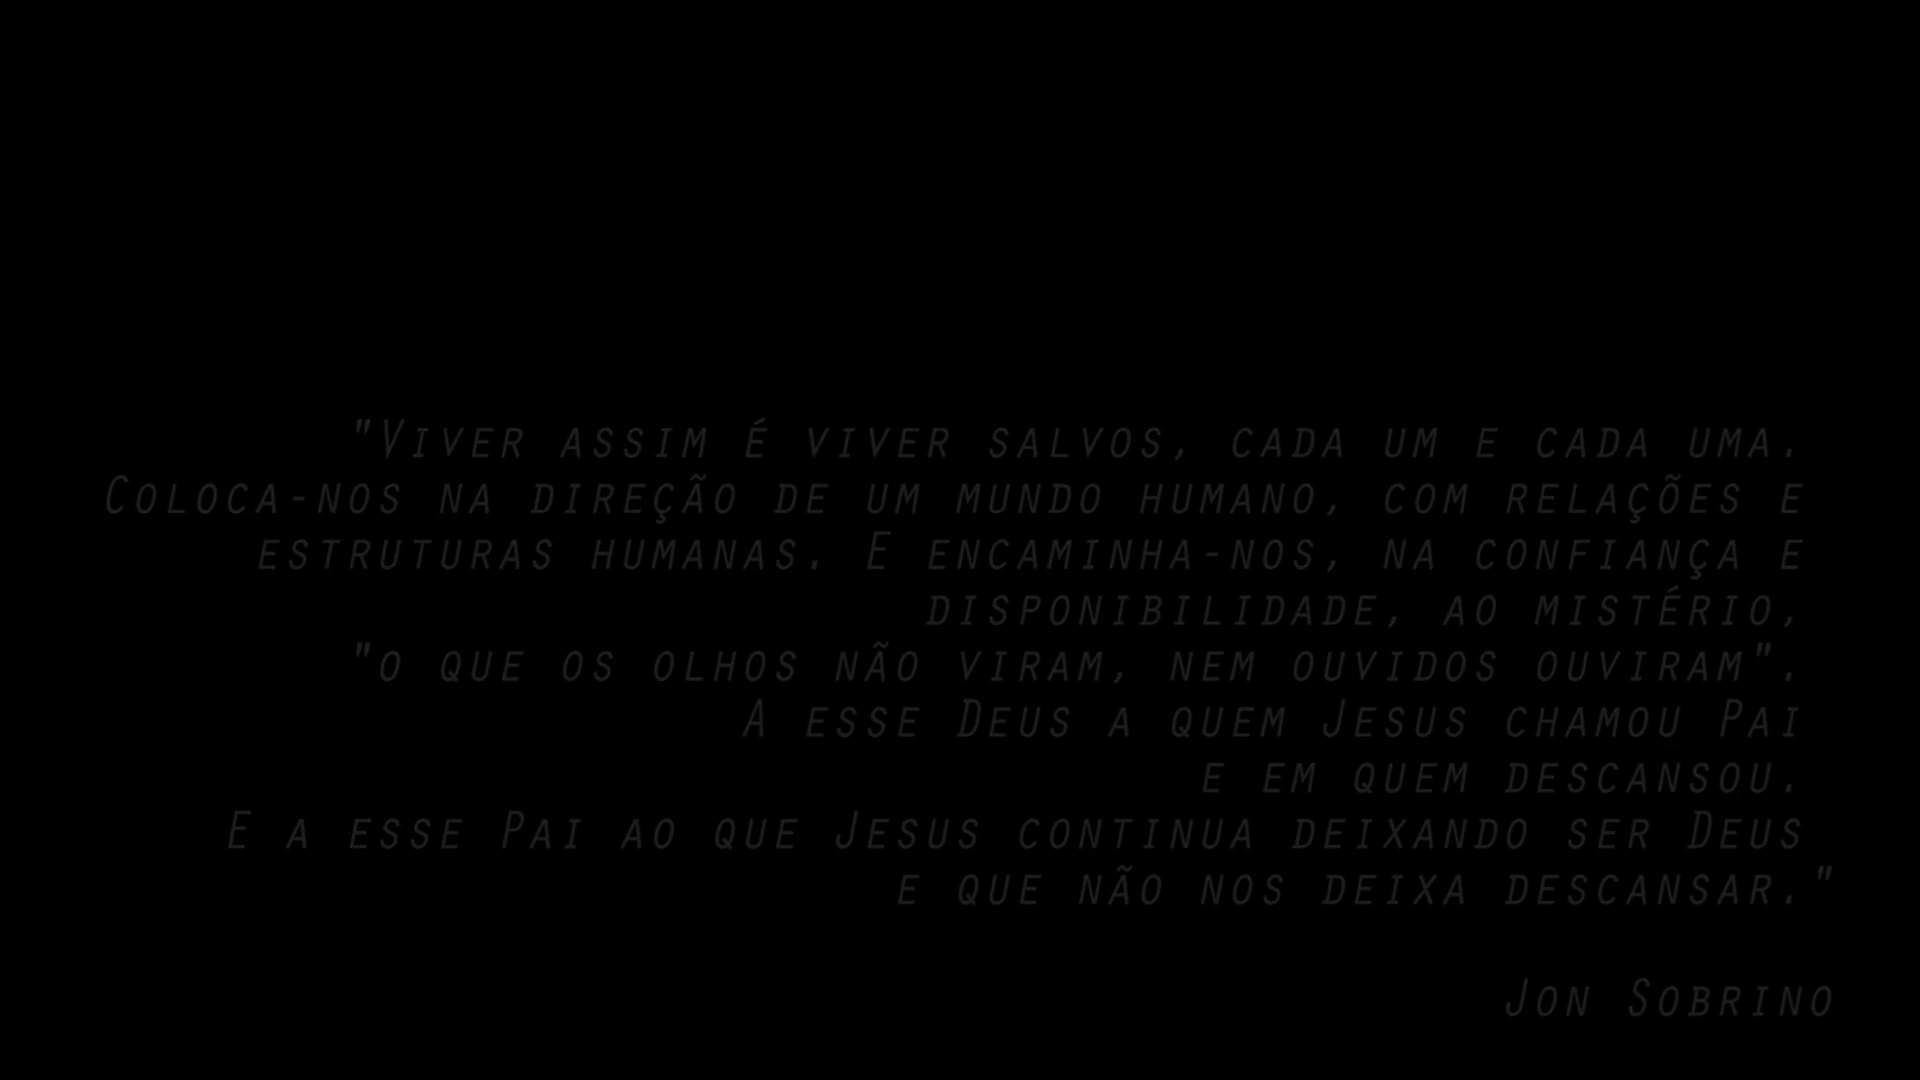 "Viver assim é viver salvos, cada um e cada uma.
Coloca-nos na direção de um mundo humano, com relações e
estruturas humanas. E encaminha-nos, na confiança e
disponibilidade, ao mistério,
"o que os olhos não viram, nem ouvidos ouviram".
A esse Deus a quem Jesus chamou Pai
e em quem descansou.
E a esse Pai ao que Jesus continua deixando ser Deus
e que não nos deixa descansar."
Jon Sobrino